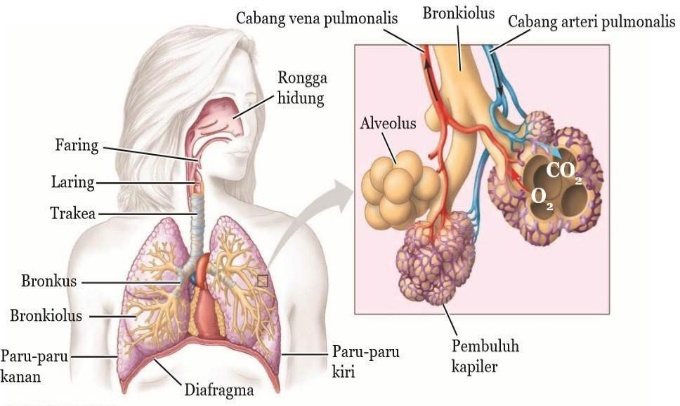 Cabang vena pulmonalis
Bronkiolus
Cabang arteri pulmonalis
Rongga
hidung
Alveolus
Faring
Laring
Trakea
CO₂
O₂
Bronkus
Bronkiolus
Paru-paru
kanan
Diafragma
Paru-paru
kiri
Pembuluh
kapiler